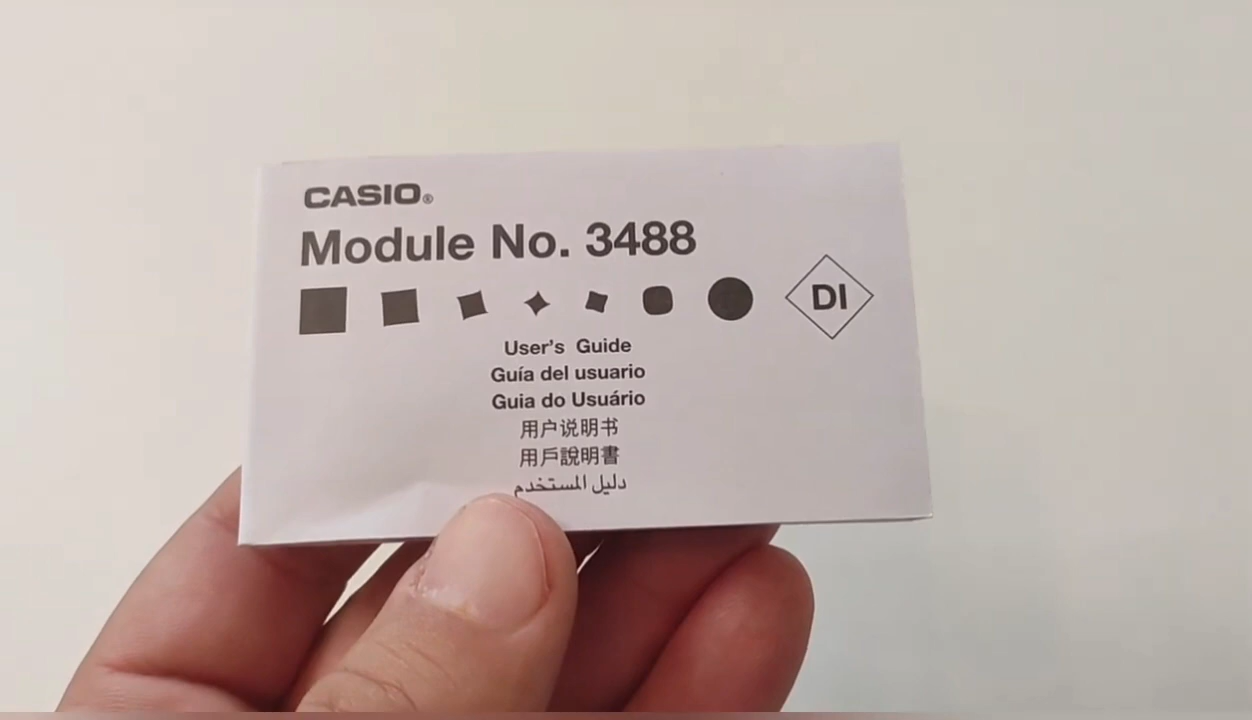 CASIO®
Module No. 3488
DI
User's Guide
Guía del usuario
Guia do Usuário
用户说明书
用戶說明書
دليل المستخدم